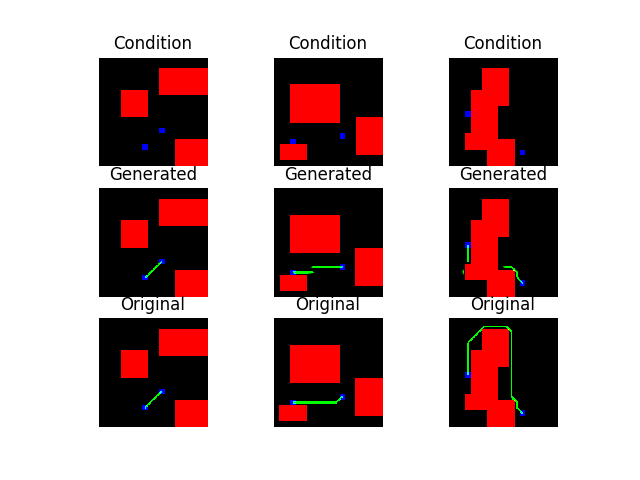 Condition Condition Condition
Generated Generated Generated
Original Original Original